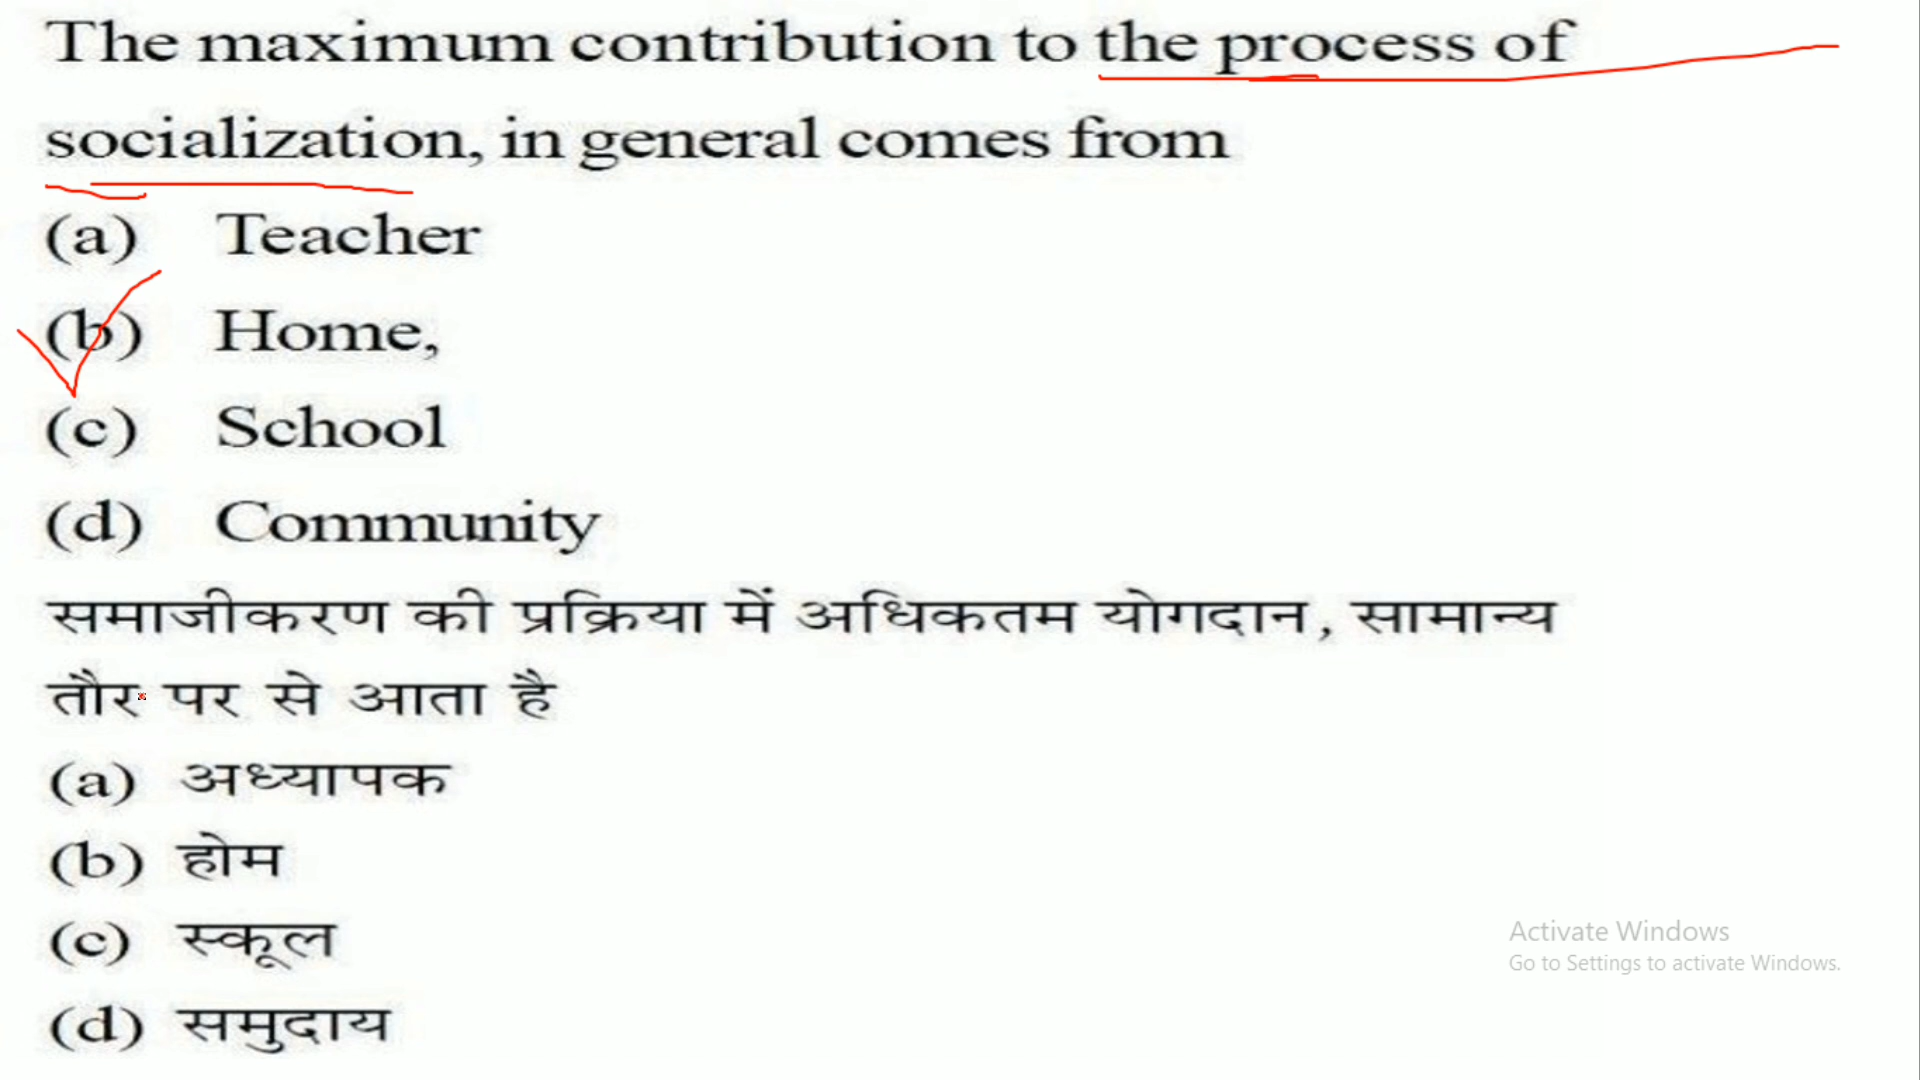 The maximum contribution to the process of
socialization, in general comes from
(a) Teacher
(b) Home,
(c) School
(d) Community
समाजीकरण की प्रक्रिया में अधिकतम योगदान, सामान्य
तौर पर से आता है
(a) अध्यापक
(b) होम
(c) स्कूल
(d) समुदाय
Activate Windows
Go to Settings to activate Windows.